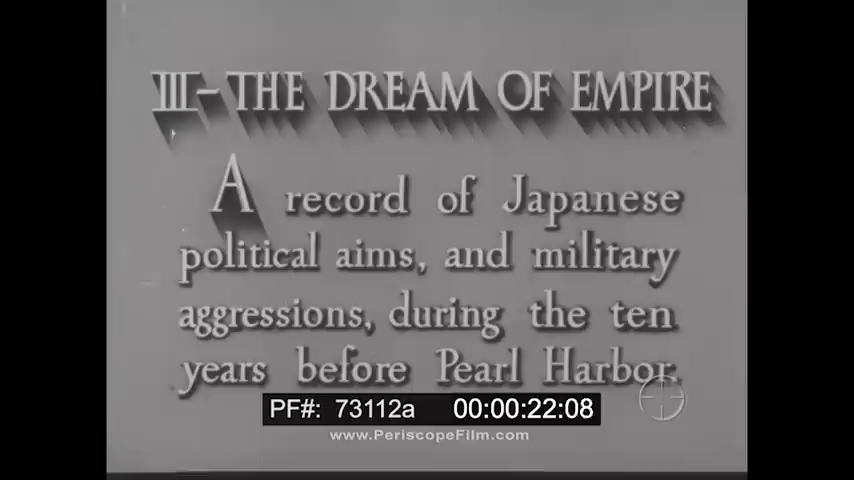 III – THE DREAM OF EMPIRE
A record of Japanese
political aims, and military
aggressions, during the ten
years before Pearl Harbor.
PF#: 73112a 00:00:22:08
www.PeriscopeFilm.com